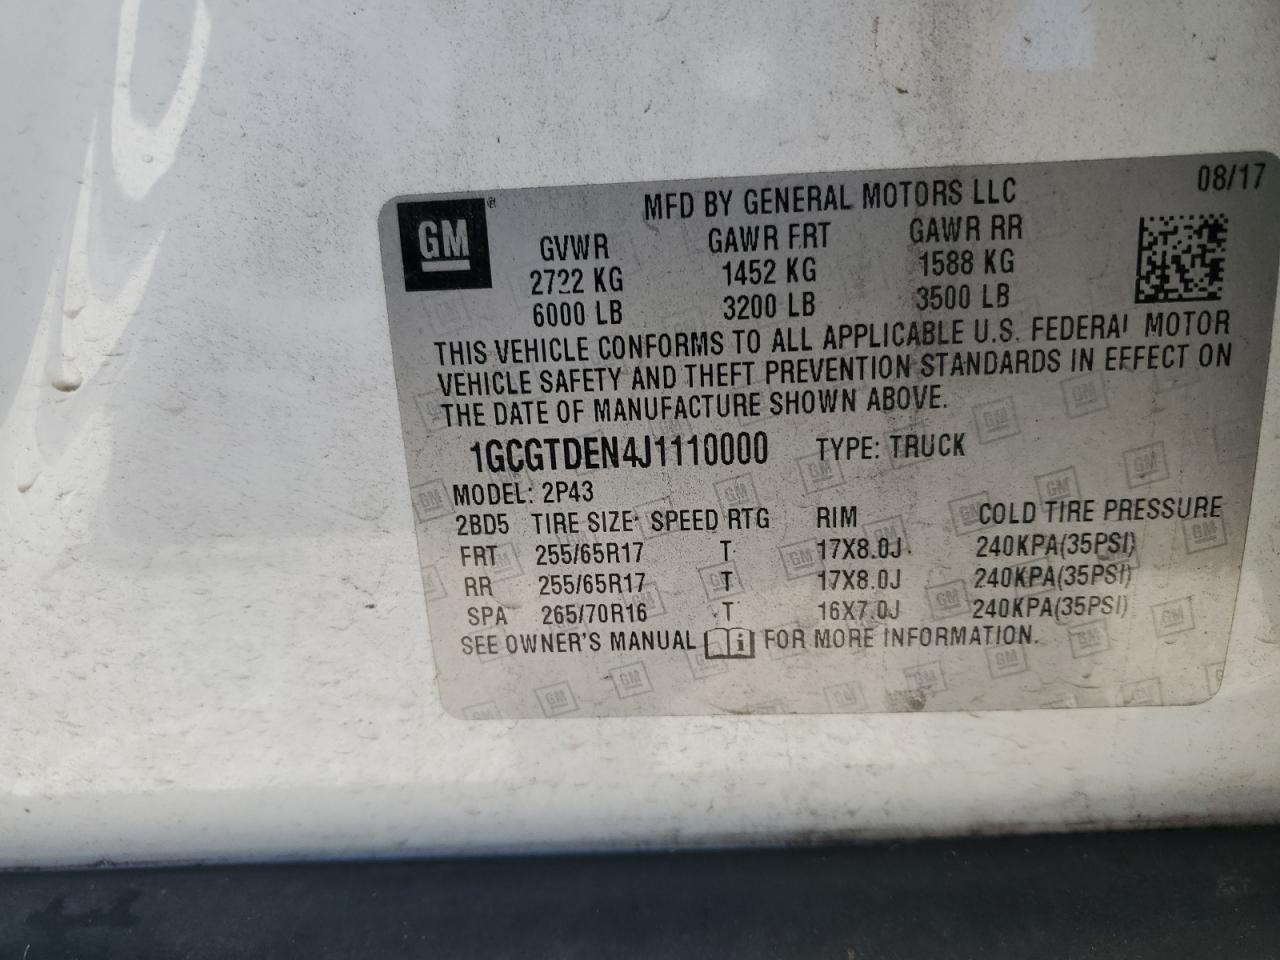 08/17
GM®
MFD BY GENERAL MOTORS LLC
GVWR GAWR FRT GAWR RR
2722 KG 1452 KG 1588 KG
6000 LB 3200 LB 3500 LB
THIS VEHICLE CONFORMS TO ALL APPLICABLE U.S. FEDERAL MOTOR
VEHICLE SAFETY AND THEFT PREVENTION STANDARDS IN EFFECT ON
THE DATE OF MANUFACTURE SHOWN ABOVE.
1GCGTDEN4J1110000 TYPE: TRUCK
MODEL: 2P43
2BD5 TIRE SIZE SPEED RTG RIM COLD TIRE PRESSURE
FRT 255/65R17 T 17X8.0J 240KPA(35PSI)
RR 255/65R17 T 17X8.0J 240KPA(35PSI)
SPA 265/70R16 T 16X7.0J 240KPA(35PSI)
SEE OWNER'S MANUAL FOR MORE INFORMATION.